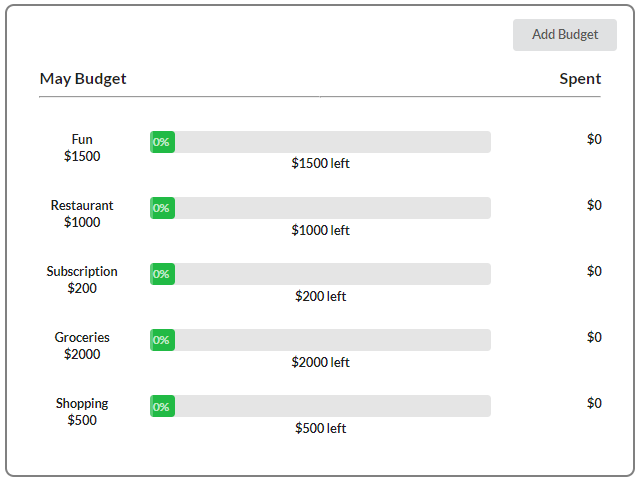 Add Budget
May Budget Spent
Fun
$1500
0%
$1500 left
$0
Restaurant
$1000
0%
$1000 left
$0
Subscription
$200
0%
$200 left
$0
Groceries
$2000
0%
$2000 left
$0
Shopping
$500
0%
$500 left
$0